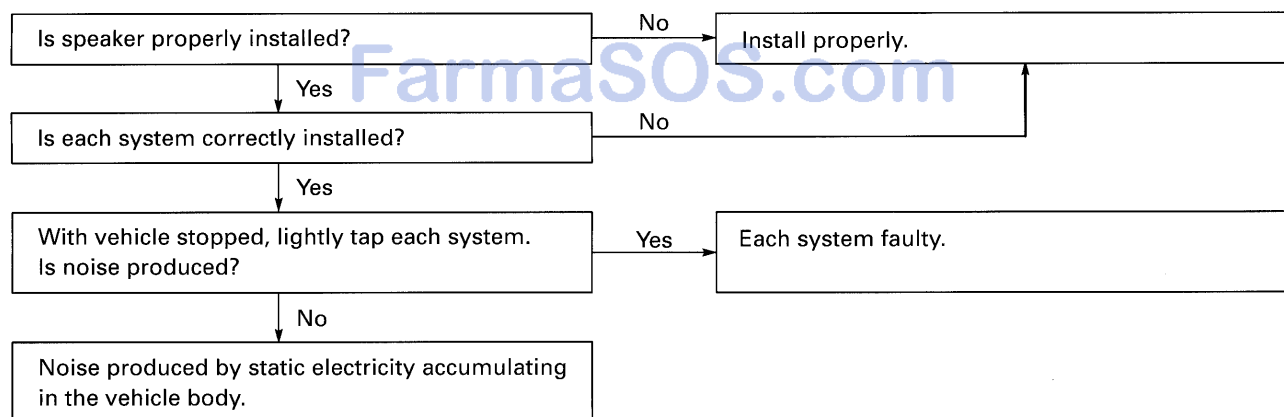 Is speaker properly installed?
No
Install properly.
FarmaSOS.com
Yes
Is each system correctly installed?
No
Yes
With vehicle stopped, lightly tap each system.
Is noise produced?
Yes
Each system faulty.
No
Noise produced by static electricity accumulating
in the vehicle body.